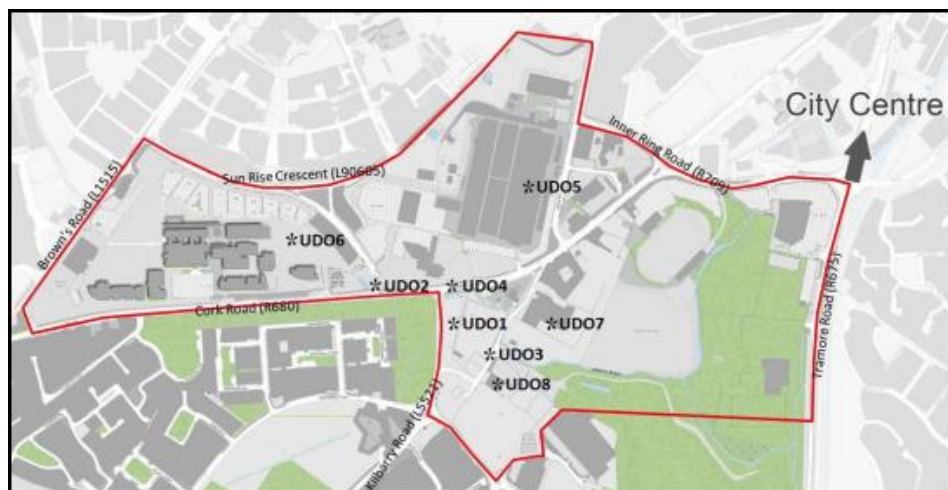 City Centre
Inner Ring Road (R709)
Sun Rise Crescent (L90605)
Brown's Road (L1515)
UDO5
UDO6
UDO2
UDO4
Cork Road (R680)
UDO1
UDO7
Tramore Road (R675)
UDO3
UDO8
Kilbarry Road (L5521)